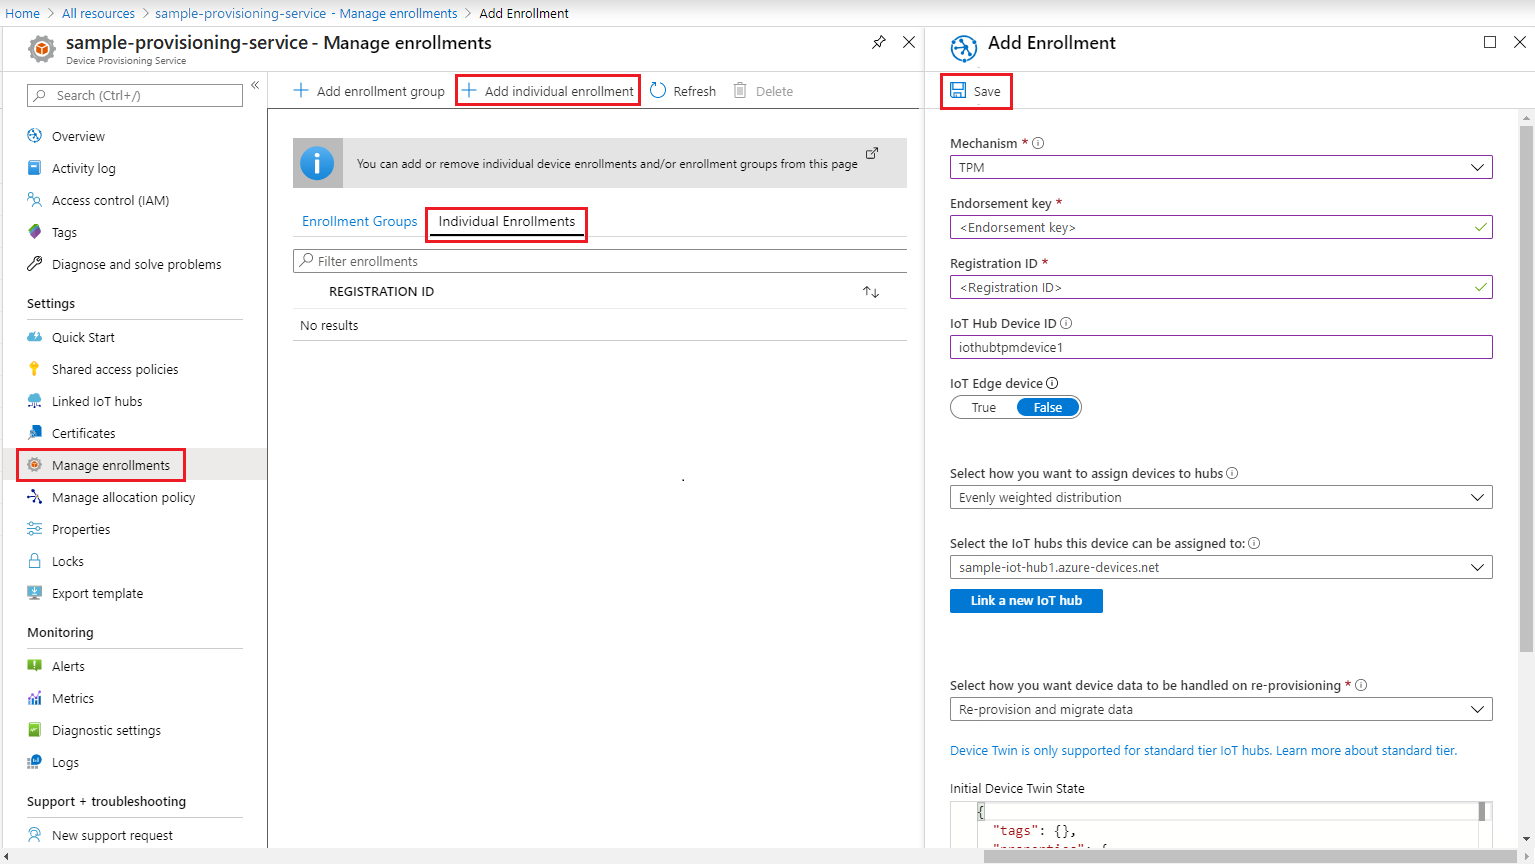 Home > All resources > sample-provisioning-service - Manage enrollments > Add Enrollment
sample-provisioning-service - Manage enrollments
Device Provisioning Service
Search (Ctrl+/)
Overview
Activity log
Access control (IAM)
Tags
Diagnose and solve problems
Settings
Quick Start
Shared access policies
Linked IoT hubs
Certificates
Manage enrollments
Manage allocation policy
Properties
Locks
Export template
Monitoring
Alerts
Metrics
Diagnostic settings
Logs
Support + troubleshooting
New support request
Add enrollment group
Add individual enrollment
Refresh
Delete
You can add or remove individual device enrollments and/or enrollment groups from this page
Enrollment Groups
Individual Enrollments
Filter enrollments
REGISTRATION ID
No results
Add Enrollment
Save
Mechanism *
TPM
Endorsement key *
<Endorsement key>
Registration ID *
<Registration ID>
IoT Hub Device ID
iothubtpmdevice1
IoT Edge device
True False
Select how you want to assign devices to hubs
Evenly weighted distribution
Select the IoT hubs this device can be assigned to:
sample-iot-hub1.azure-devices.net
Link a new IoT hub
Select how you want device data to be handled on re-provisioning *
Re-provision and migrate data
Device Twin is only supported for standard tier IoT hubs. Learn more about standard tier.
Initial Device Twin State
{
"tags": {},
"properties": {